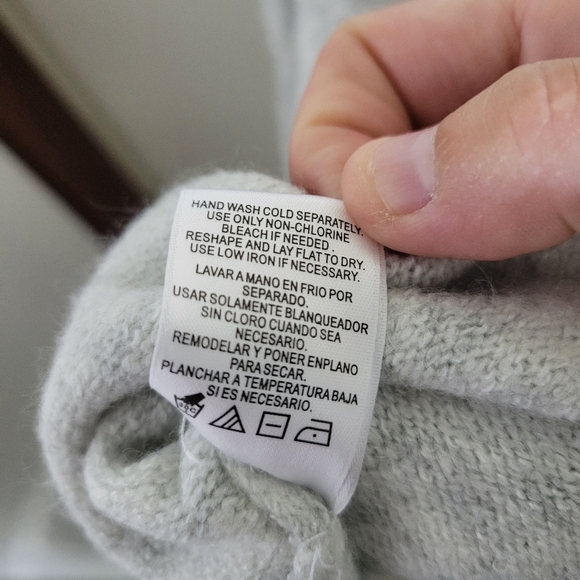 HAND WASH COLD SEPARATELY.
USE ONLY NON-CHLORINE
BLEACH IF NEEDED .
RESHAPE AND LAY FLAT TO DRY.
USE LOW IRON IF NECESSARY.
LAVAR A MANO EN FRIO POR
SEPARADO.
USAR SOLAMENTE BLANQUEADOR
SIN CLORO CUANDO SEA
NECESARIO.
REMODELAR Y PONER ENPLANO
PARA SECAR.
PLANCHAR A TEMPERATURA BAJA
SI ES NECESARIO.